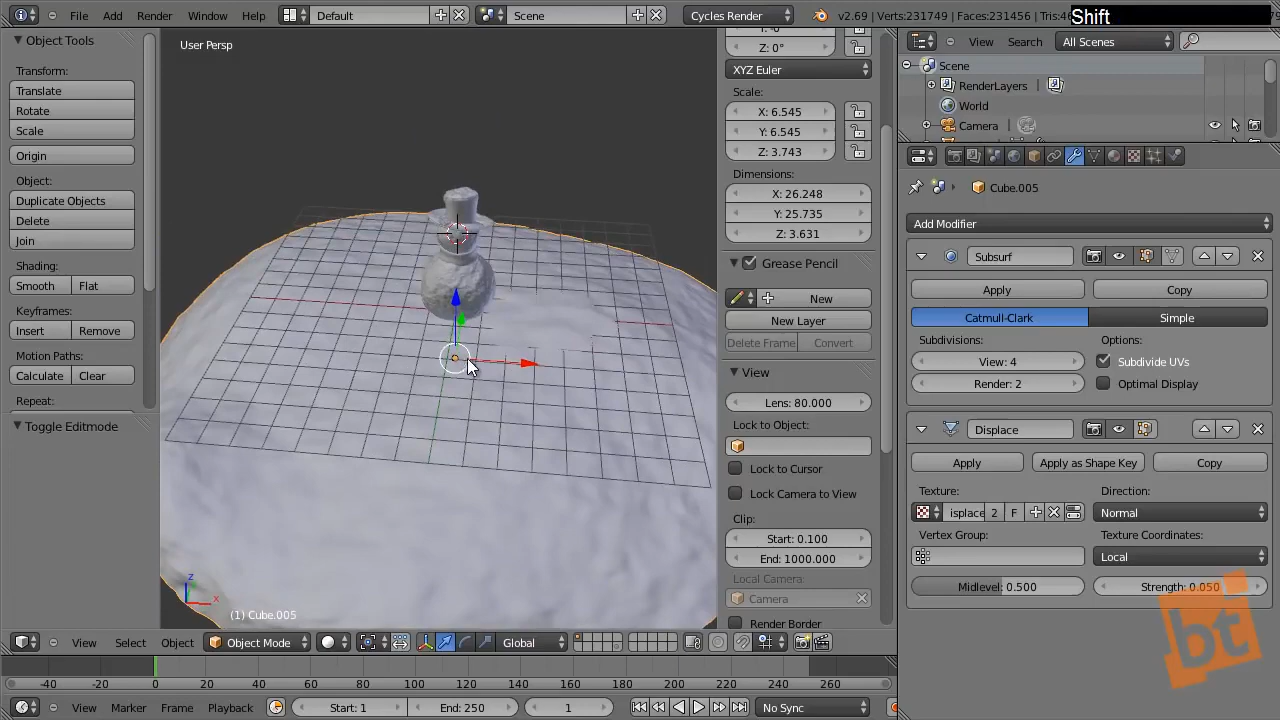 File Add Render Window Help Default Scene Cycles Render v2.69 | Verts:231749 | Faces:231456 | Tris:46
Shift
User Persp
Object Tools
Transform:
Translate
Rotate
Scale
Origin
Object:
Duplicate Objects
Delete
Join
Shading:
Smooth Flat
Keyframes:
Insert Remove
Motion Paths:
Calculate Clear
Repeat:
Toggle Editmode
(1) Cube.005
z
x
Z: 0°
XYZ Euler
Scale:
X: 6.545
Y: 6.545
Z: 3.743
Dimensions:
X: 26.248
Y: 25.735
Z: 3.631
Grease Pencil
New
New Layer
Delete Frame Convert
View
Lens: 80.000
Lock to Object:
Lock to Cursor
Lock Camera to View
Clip:
Start: 0.100
End: 1000.000
Local Camera:
Camera
Render Border
View Search All Scenes
Scene
RenderLayers |
World
Camera |
Cube.005
Add Modifier
Subsurf
Apply Copy
Catmull-Clark Simple
Subdivisions: Options:
View: 4 Subdivide UVs
Render: 2 Optimal Display
Displace
Apply Apply as Shape Key Copy
Texture: Direction:
isplace 2 F Normal
Vertex Group: Texture Coordinates:
Local
Midlevel: 0.500 Strength: 0.050
bt
View Select Object Object Mode Global
-40 -20 0 20 40 60 80 100 120 140 160 180 200 220 240 260
View Marker Frame Playback Start: 1 End: 250 1 No Sync